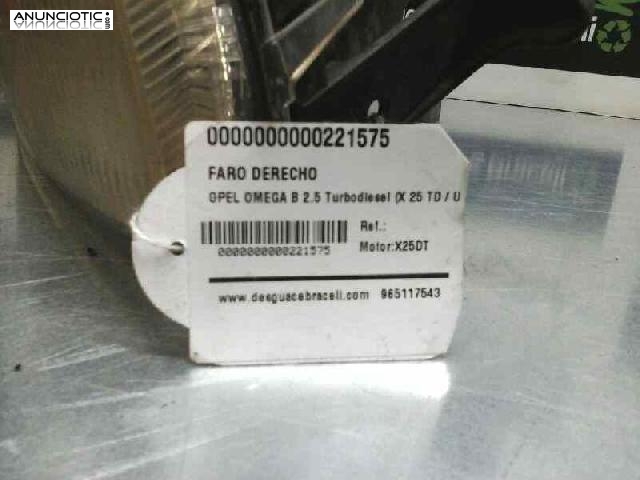 ANUNCIOTIC.com
0000000000221575
FARO DERECHO
OPEL OMEGA B 2.5 Turbodiesel (X 25 TD / U
Ref.:
Motor:X25DT
0000000000221575
www.desguacebraceli.com 965117543